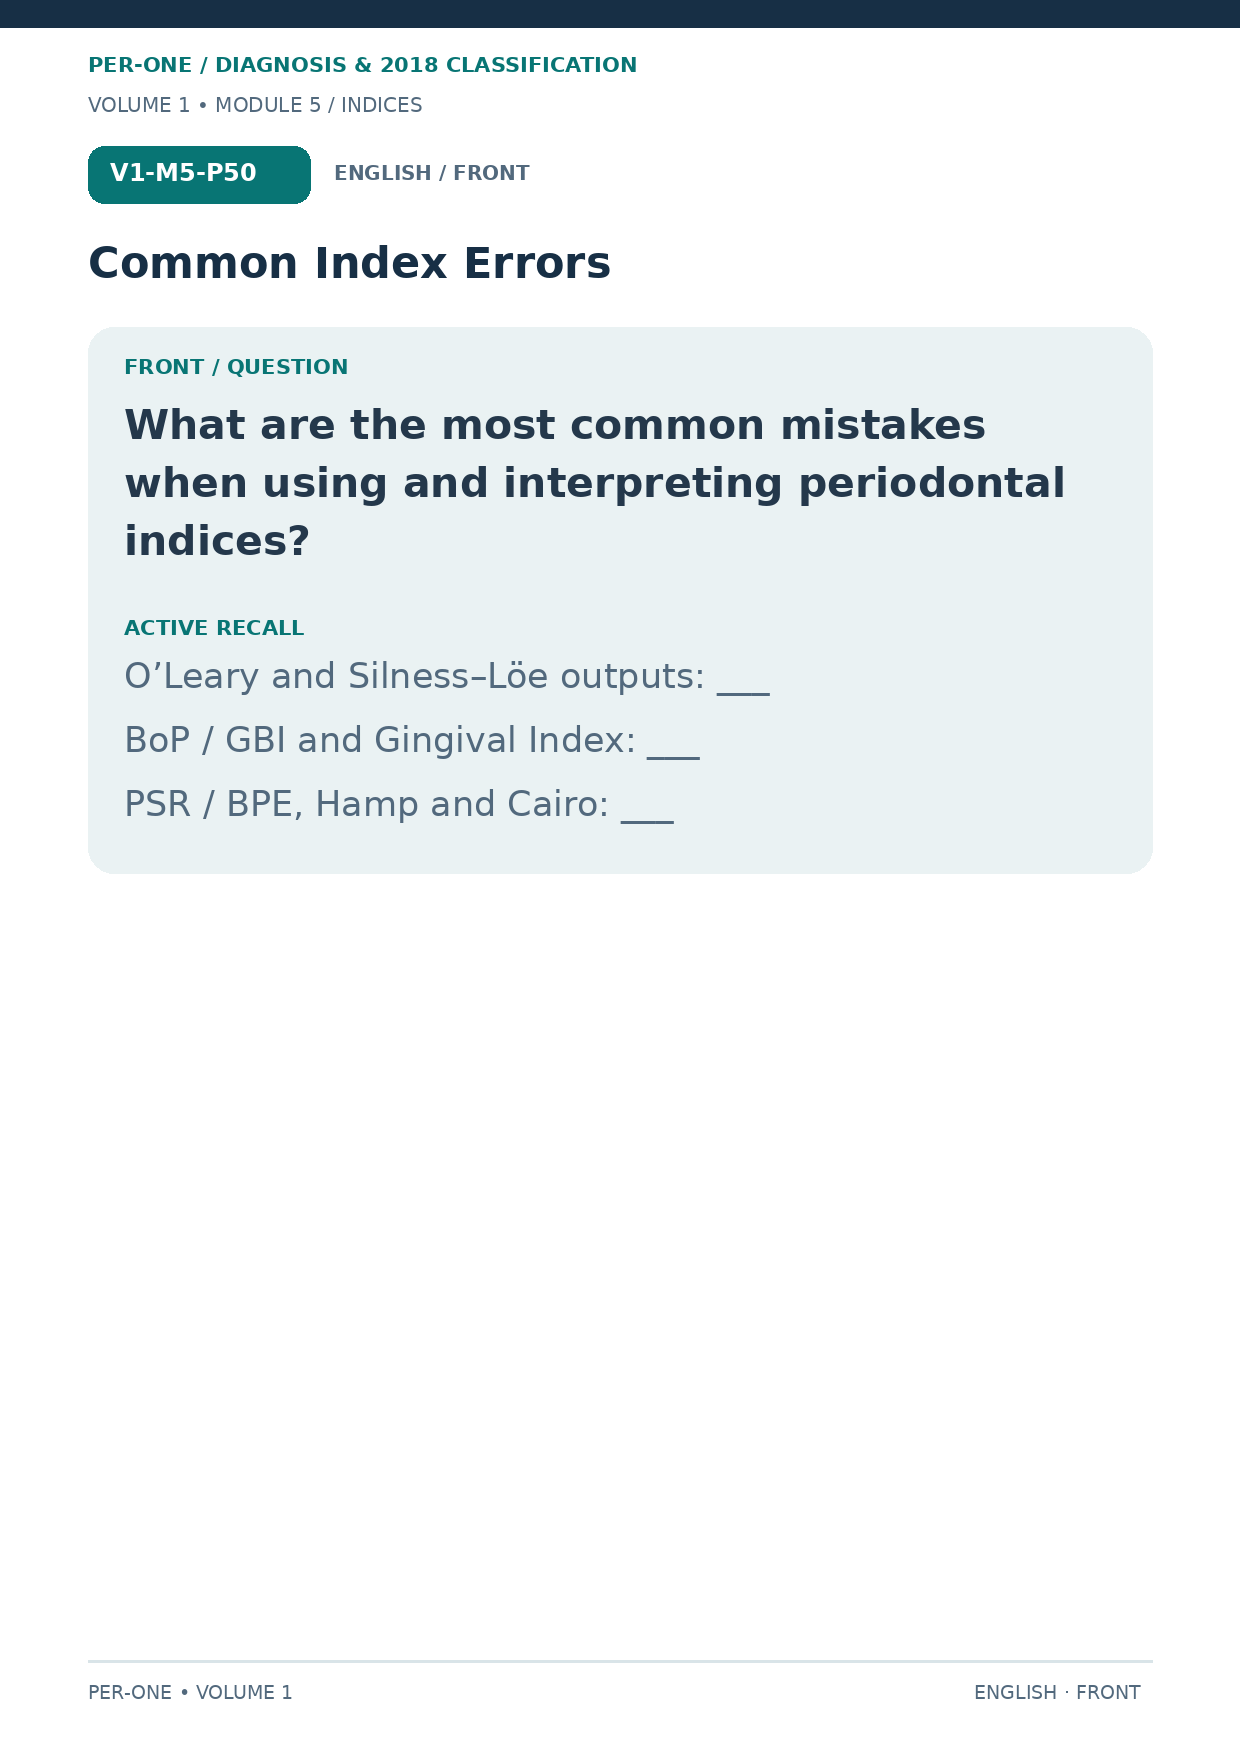 PER-ONE / DIAGNOSIS & 2018 CLASSIFICATION
VOLUME 1 • MODULE 5 / INDICES
V1-M5-P50
ENGLISH / FRONT
Common Index Errors
FRONT / QUESTION
What are the most common mistakes
when using and interpreting periodontal
indices?
ACTIVE RECALL
O’Leary and Silness–Löe outputs: ___
BoP / GBI and Gingival Index: ___
PSR / BPE, Hamp and Cairo: ___
PER-ONE • VOLUME 1
ENGLISH · FRONT